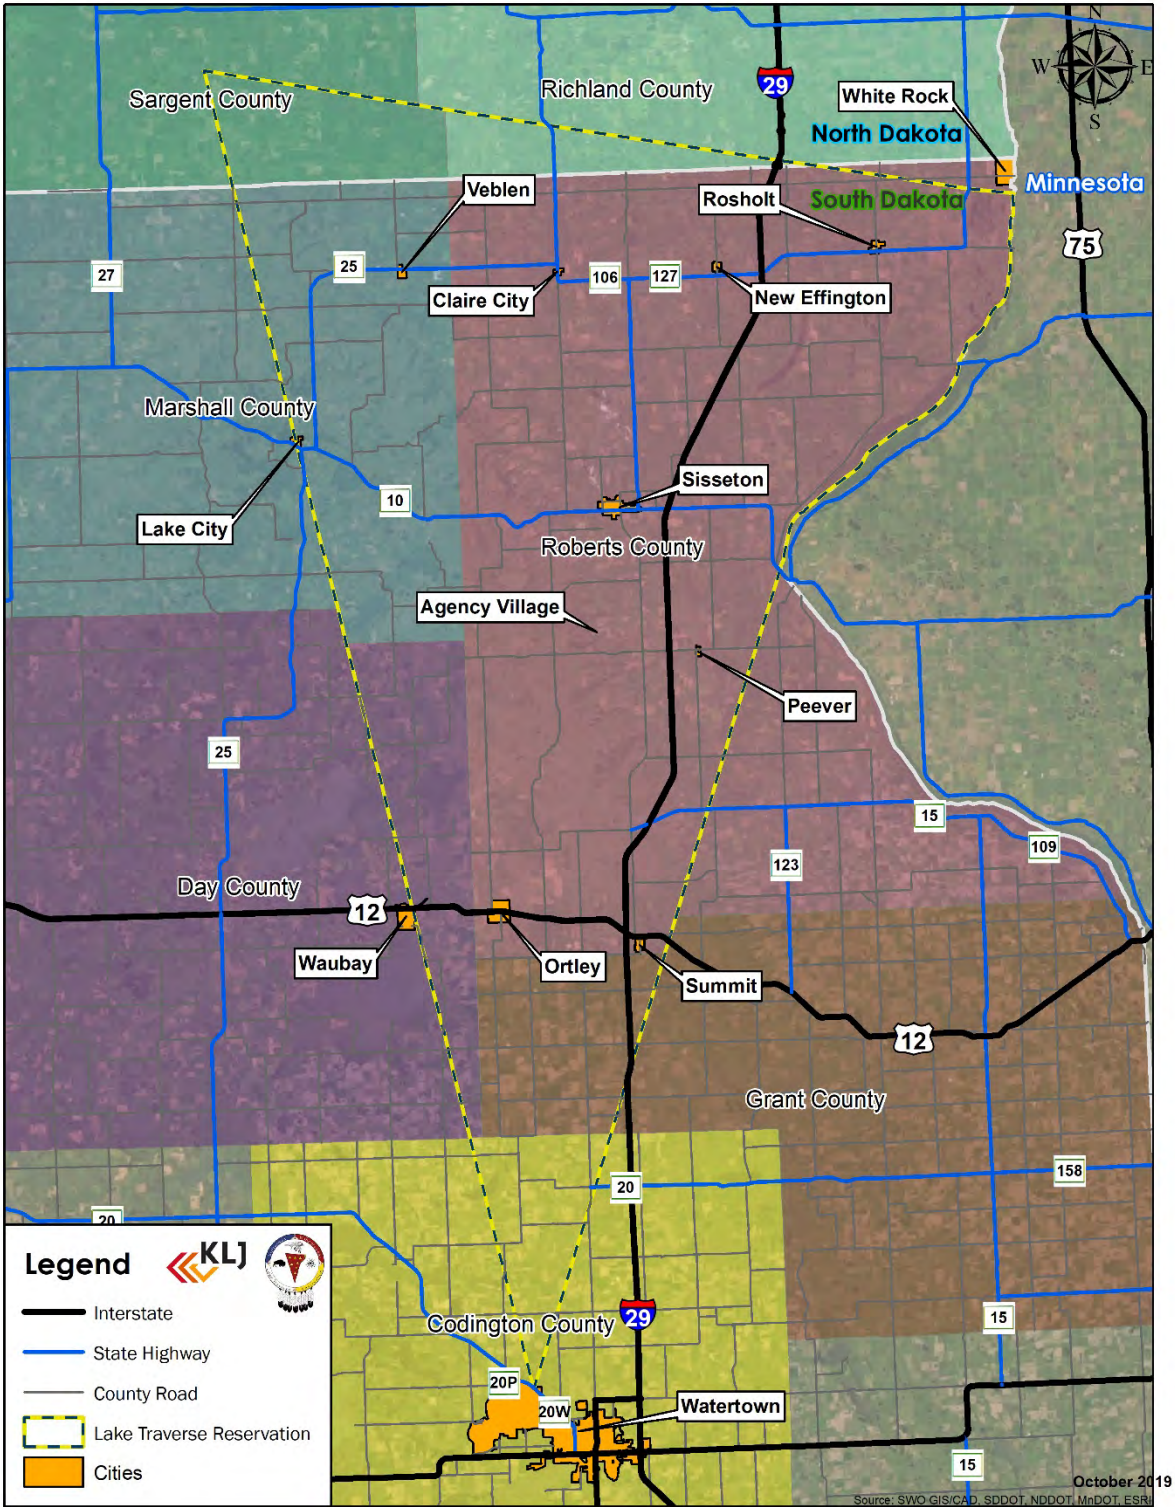 N
W
E
S
Sargent County
Richland County
29
White Rock
North Dakota
Veblen
Minnesota
Rosholt
South Dakota
75
27
25
106
127
Claire City
New Effington
Marshall County
Sisseton
10
Lake City
Roberts County
Agency Village
Peever
25
15
109
123
Day County
12
Waubay
Ortley
Summit
12
Grant County
158
20
20
Legend
KLJ
Interstate
State Highway
County Road
Lake Traverse Reservation
Cities
29
15
Codington County
20P
20W
Watertown
15
October 2019
Source: SWO GIS/CAD, SDDOT, NDDOT, MnDOT, ESRI